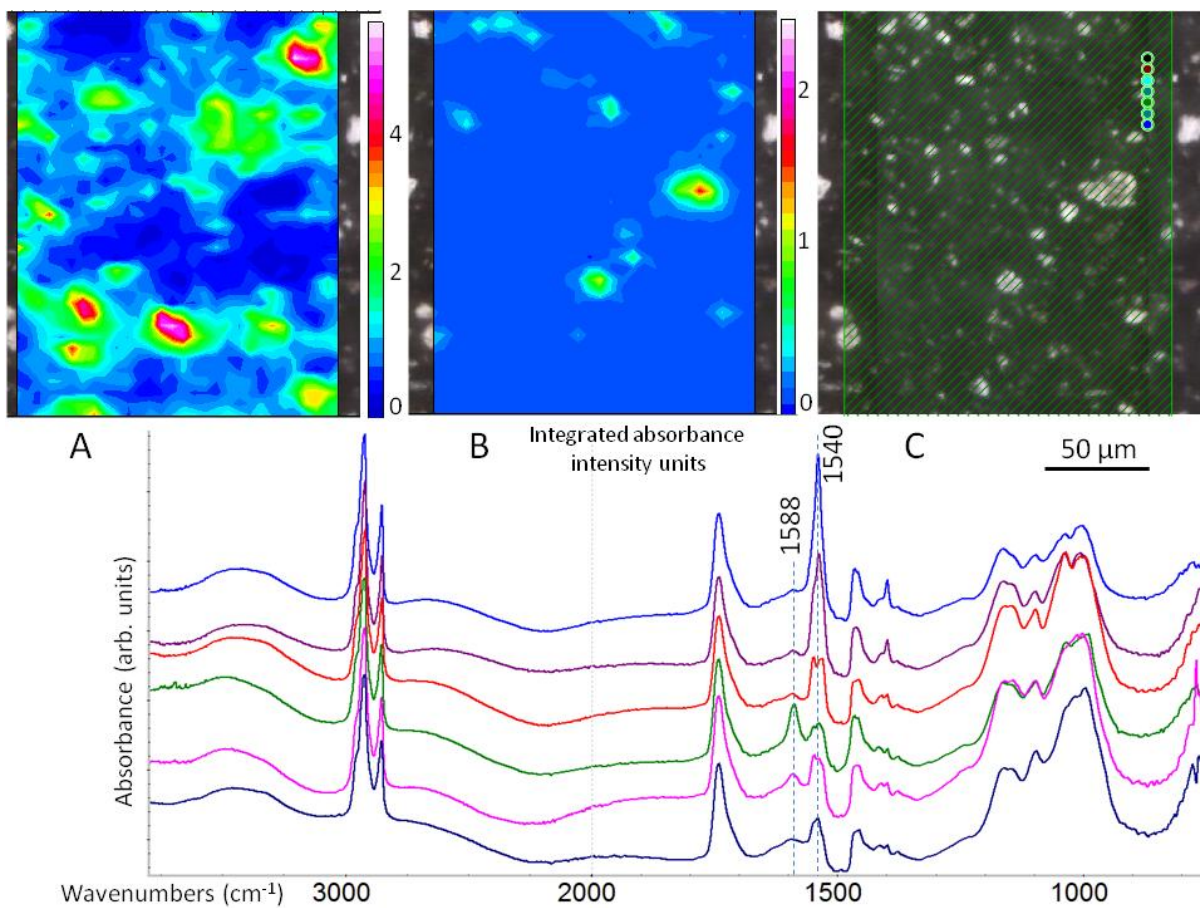 4
2
0
2
1
0
A
B
Integrated absorbance
intensity units
1540
C
50 µm
1588
Absorbance (arb. units)
Wavenumbers (cm⁻¹)
3000
2000
1500
1000